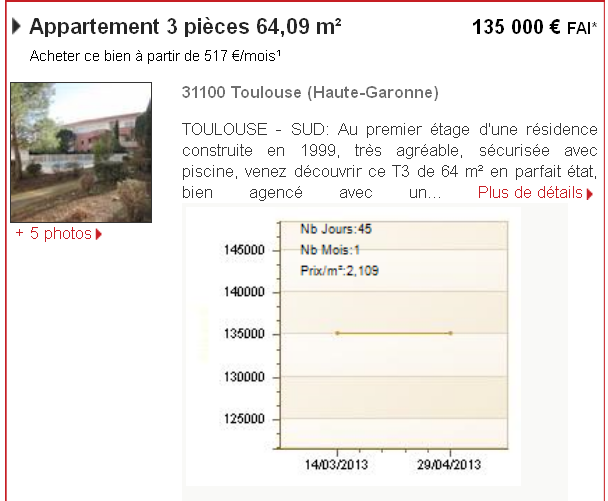 Appartement 3 pièces 64,09 m² 135 000 € FAI*
Acheter ce bien à partir de 517 €/mois¹
31100 Toulouse (Haute-Garonne)
TOULOUSE - SUD: Au premier étage d'une résidence
construite en 1999, très agréable, sécurisée avec
piscine, venez découvrir ce T3 de 64 m² en parfait état,
bien agencé avec un... Plus de détails
+ 5 photos
Nb Jours:45
Nb Mois:1
Prix/m²:2,109
145000
140000
135000
130000
125000
14/03/2013 29/04/2013